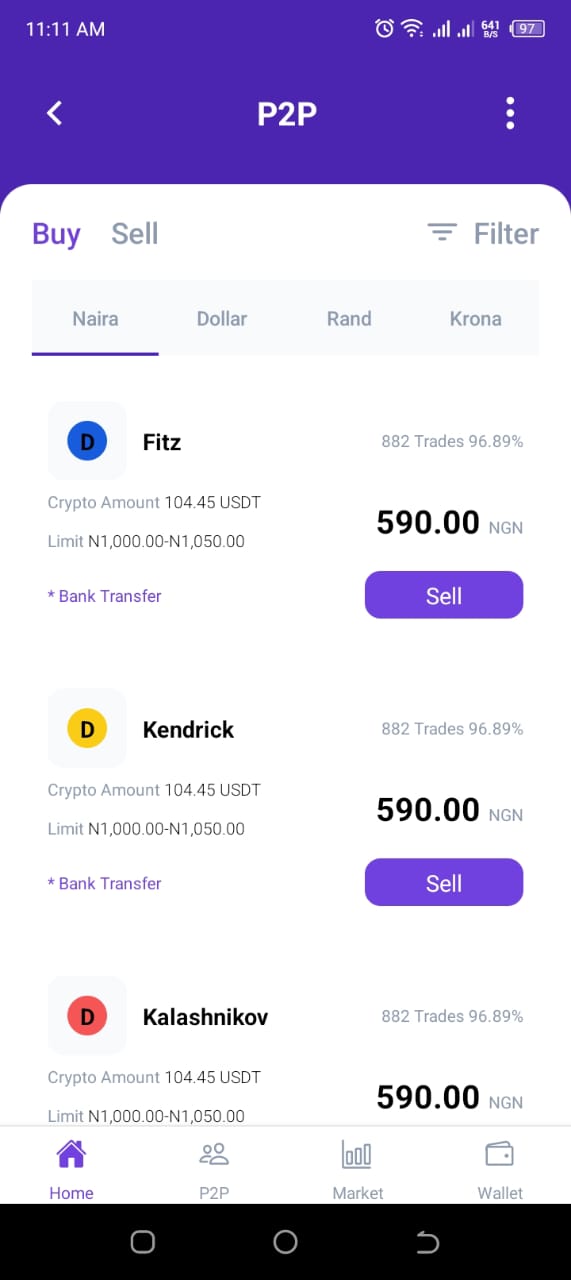 11:11 AM
641 B/S
97
P2P
Buy
Sell
Filter
Naira
Dollar
Rand
Krona
D
Fitz
882 Trades 96.89%
Crypto Amount 104.45 USDT
590.00 NGN
Limit N1,000.00-N1,050.00
* Bank Transfer
Sell
D
Kendrick
882 Trades 96.89%
Crypto Amount 104.45 USDT
590.00 NGN
Limit N1,000.00-N1,050.00
* Bank Transfer
Sell
D
Kalashnikov
882 Trades 96.89%
Crypto Amount 104.45 USDT
590.00 NGN
Limit N1,000.00-N1,050.00
Home
P2P
Market
Wallet